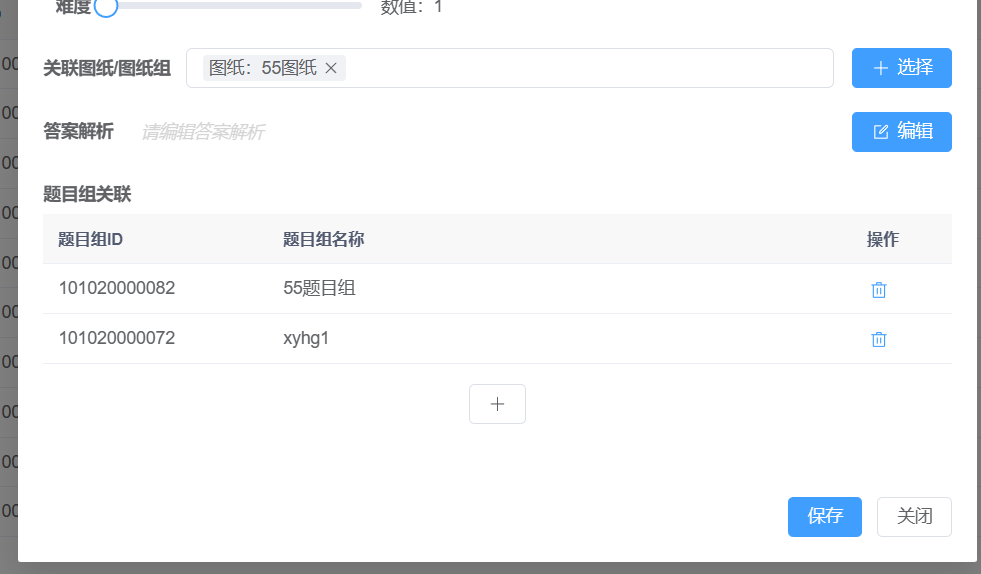 难度 数值：1
关联图纸/图纸组 图纸：55图纸 选择
答案解析 请编辑答案解析 编辑
题目组关联
题目组ID 题目组名称 操作
101020000082 55题目组
101020000072 xyhg1
保存 关闭